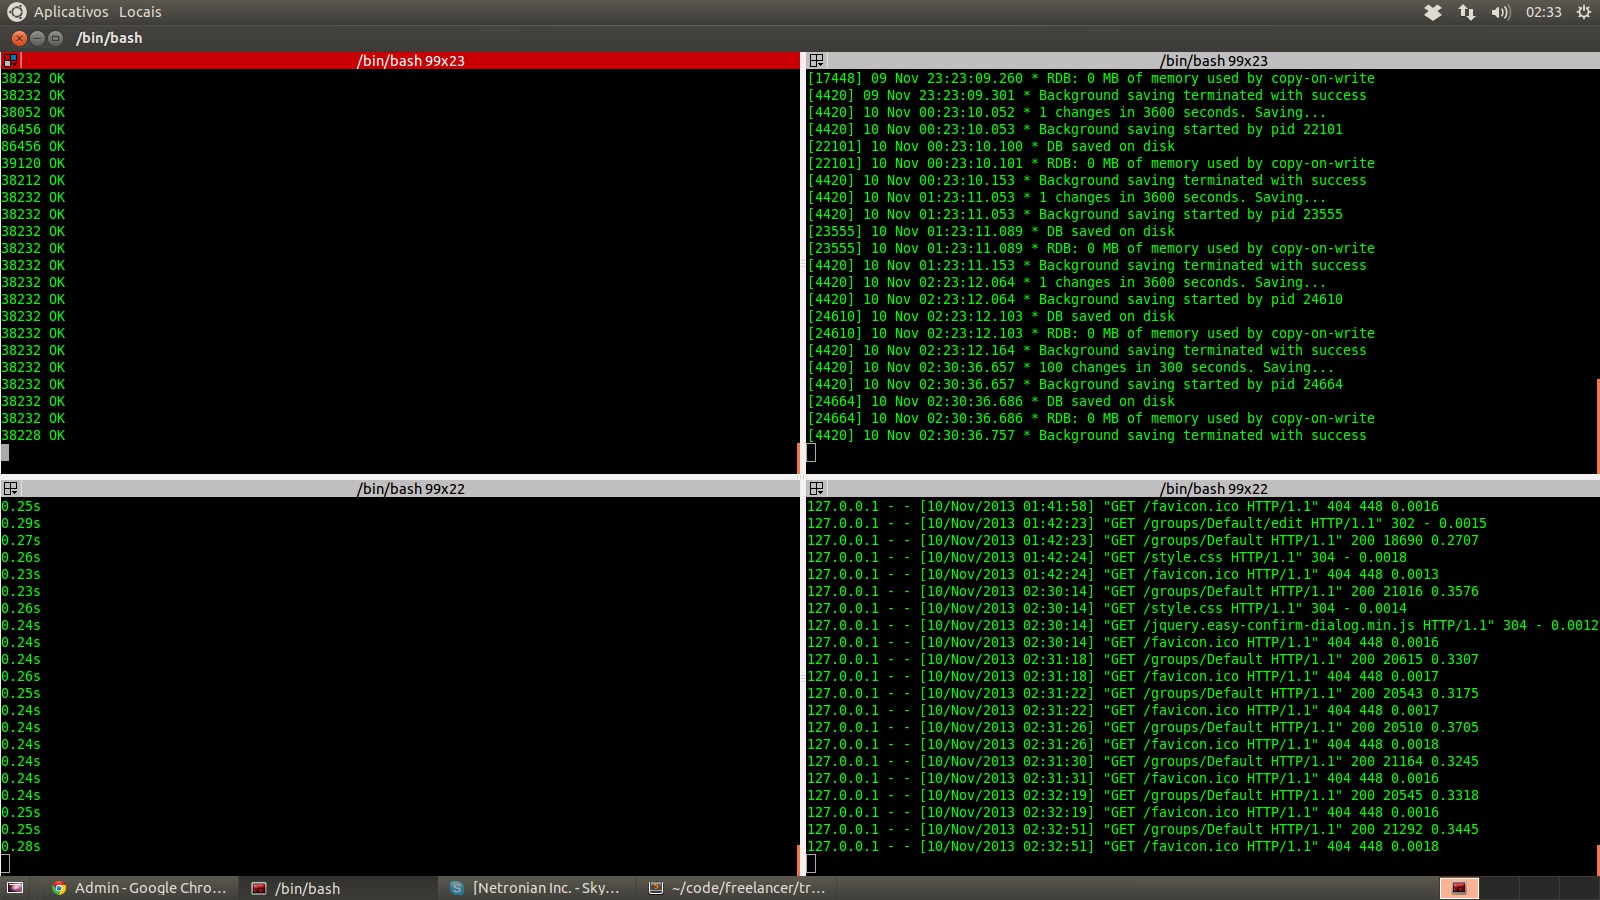 Aplicativos Locais 02:33
/bin/bash
/bin/bash 99x23
38232 OK
38232 OK
38052 OK
86456 OK
86456 OK
39120 OK
38212 OK
38232 OK
38232 OK
38232 OK
38232 OK
38232 OK
38232 OK
38232 OK
38232 OK
38232 OK
38232 OK
38232 OK
38232 OK
38232 OK
38232 OK
38228 OK
/bin/bash 99x23
[17448] 09 Nov 23:23:09.260 * RDB: 0 MB of memory used by copy-on-write
[4420] 09 Nov 23:23:09.301 * Background saving terminated with success
[4420] 10 Nov 00:23:10.052 * 1 changes in 3600 seconds. Saving...
[4420] 10 Nov 00:23:10.053 * Background saving started by pid 22101
[22101] 10 Nov 00:23:10.100 * DB saved on disk
[22101] 10 Nov 00:23:10.101 * RDB: 0 MB of memory used by copy-on-write
[4420] 10 Nov 00:23:10.153 * Background saving terminated with success
[4420] 10 Nov 01:23:11.053 * 1 changes in 3600 seconds. Saving...
[4420] 10 Nov 01:23:11.053 * Background saving started by pid 23555
[23555] 10 Nov 01:23:11.089 * DB saved on disk
[23555] 10 Nov 01:23:11.089 * RDB: 0 MB of memory used by copy-on-write
[4420] 10 Nov 01:23:11.153 * Background saving terminated with success
[4420] 10 Nov 02:23:12.064 * 1 changes in 3600 seconds. Saving...
[4420] 10 Nov 02:23:12.064 * Background saving started by pid 24610
[24610] 10 Nov 02:23:12.103 * DB saved on disk
[24610] 10 Nov 02:23:12.103 * RDB: 0 MB of memory used by copy-on-write
[4420] 10 Nov 02:23:12.164 * Background saving terminated with success
[4420] 10 Nov 02:30:36.657 * 100 changes in 300 seconds. Saving...
[4420] 10 Nov 02:30:36.657 * Background saving started by pid 24664
[24664] 10 Nov 02:30:36.686 * DB saved on disk
[24664] 10 Nov 02:30:36.686 * RDB: 0 MB of memory used by copy-on-write
[4420] 10 Nov 02:30:36.757 * Background saving terminated with success
/bin/bash 99x22
0.25s
0.29s
0.27s
0.26s
0.23s
0.23s
0.26s
0.24s
0.24s
0.24s
0.26s
0.25s
0.24s
0.24s
0.24s
0.24s
0.24s
0.24s
0.25s
0.25s
0.28s
/bin/bash 99x22
127.0.0.1 - - [10/Nov/2013 01:41:58] "GET /favicon.ico HTTP/1.1" 404 448 0.0016
127.0.0.1 - - [10/Nov/2013 01:42:23] "GET /groups/Default/edit HTTP/1.1" 302 - 0.0015
127.0.0.1 - - [10/Nov/2013 01:42:23] "GET /groups/Default HTTP/1.1" 200 18690 0.2707
127.0.0.1 - - [10/Nov/2013 01:42:24] "GET /style.css HTTP/1.1" 304 - 0.0018
127.0.0.1 - - [10/Nov/2013 01:42:24] "GET /favicon.ico HTTP/1.1" 404 448 0.0013
127.0.0.1 - - [10/Nov/2013 02:30:14] "GET /groups/Default HTTP/1.1" 200 21016 0.3576
127.0.0.1 - - [10/Nov/2013 02:30:14] "GET /style.css HTTP/1.1" 304 - 0.0014
127.0.0.1 - - [10/Nov/2013 02:30:14] "GET /jquery.easy-confirm-dialog.min.js HTTP/1.1" 304 - 0.0012
127.0.0.1 - - [10/Nov/2013 02:30:14] "GET /favicon.ico HTTP/1.1" 404 448 0.0016
127.0.0.1 - - [10/Nov/2013 02:31:18] "GET /groups/Default HTTP/1.1" 200 20615 0.3307
127.0.0.1 - - [10/Nov/2013 02:31:18] "GET /favicon.ico HTTP/1.1" 404 448 0.0017
127.0.0.1 - - [10/Nov/2013 02:31:22] "GET /groups/Default HTTP/1.1" 200 20543 0.3175
127.0.0.1 - - [10/Nov/2013 02:31:22] "GET /favicon.ico HTTP/1.1" 404 448 0.0017
127.0.0.1 - - [10/Nov/2013 02:31:26] "GET /groups/Default HTTP/1.1" 200 20510 0.3705
127.0.0.1 - - [10/Nov/2013 02:31:26] "GET /favicon.ico HTTP/1.1" 404 448 0.0018
127.0.0.1 - - [10/Nov/2013 02:31:30] "GET /groups/Default HTTP/1.1" 200 21164 0.3245
127.0.0.1 - - [10/Nov/2013 02:31:31] "GET /favicon.ico HTTP/1.1" 404 448 0.0016
127.0.0.1 - - [10/Nov/2013 02:32:19] "GET /groups/Default HTTP/1.1" 200 20545 0.3318
127.0.0.1 - - [10/Nov/2013 02:32:19] "GET /favicon.ico HTTP/1.1" 404 448 0.0016
127.0.0.1 - - [10/Nov/2013 02:32:51] "GET /groups/Default HTTP/1.1" 200 21292 0.3445
127.0.0.1 - - [10/Nov/2013 02:32:51] "GET /favicon.ico HTTP/1.1" 404 448 0.0018
Admin - Google Chro... /bin/bash [Netronian Inc. - Sky... ~/code/freelancer/tr...